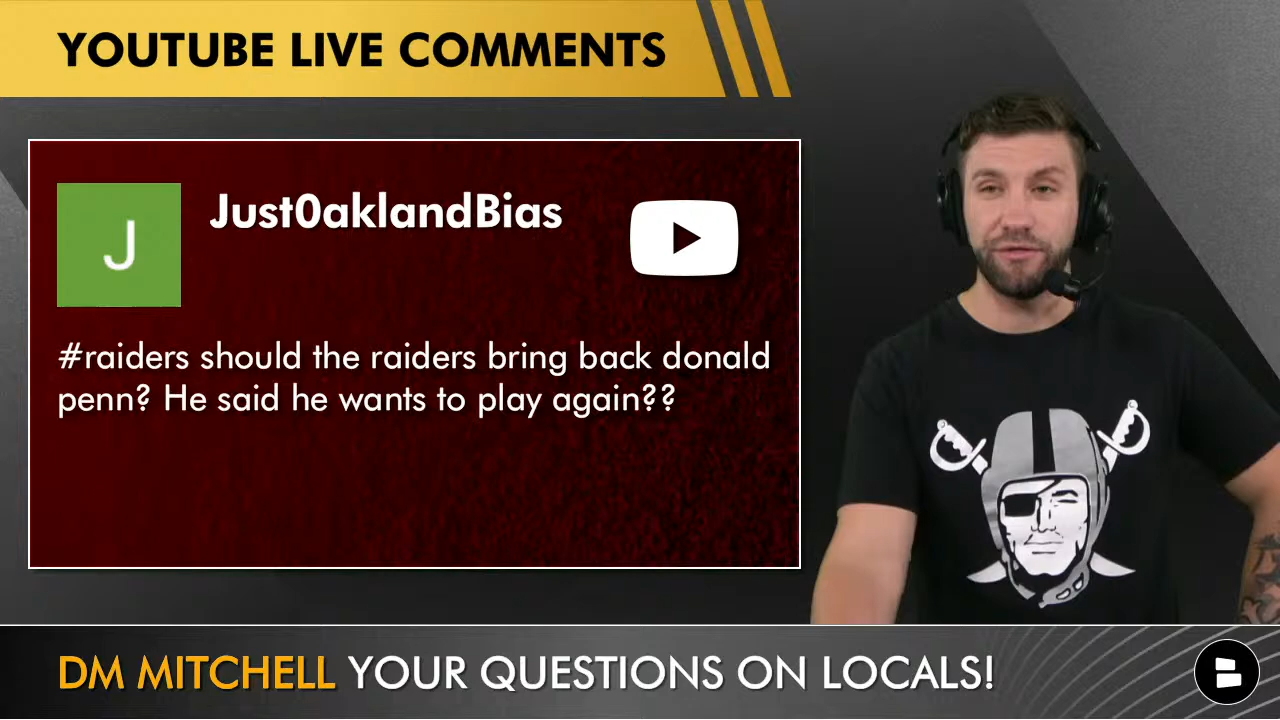 YOUTUBE LIVE COMMENTS
J
Just0aklandBias
#raiders should the raiders bring back donald
penn? He said he wants to play again??
DM MITCHELL YOUR QUESTIONS ON LOCALS!